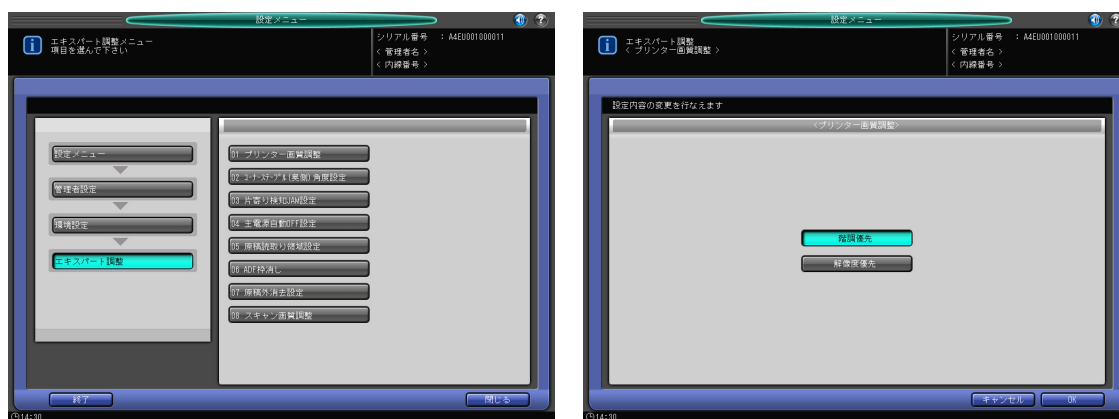 設定メニュー
エキスパート調整メニュー
項目を選んで下さい
シリアル番号 : A4EU001000011
< 管理者名 >
< 内線番号 >
設定メニュー
管理者設定
環境設定
エキスパート調整
01 プリンター画質調整
02 コーナーステープル(奥側)角度設定
03 片寄り検知JAM設定
04 主電源自動OFF設定
05 原稿読取り領域設定
06 ADF枠消し
07 原稿外消去設定
08 スキャン画質調整
終了
閉じる
14:30
設定メニュー
エキスパート調整
< プリンター画質調整 >
シリアル番号 : A4EU001000011
< 管理者名 >
< 内線番号 >
設定内容の変更を行なえます
<プリンター画質調整>
階調優先
解像度優先
キャンセル
OK
14:30